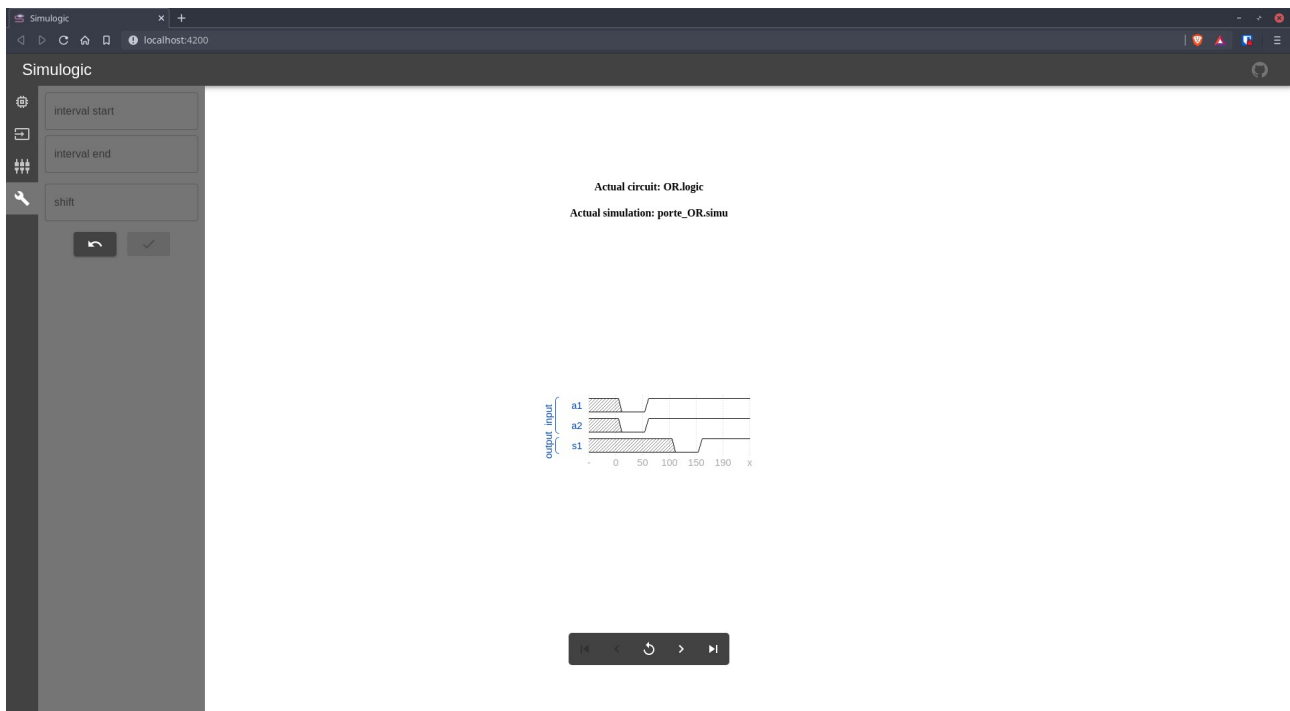 Simulogic
localhost:4200
Simulogic
interval start
interval end
shift
Actual circuit: OR.logic
Actual simulation: porte_OR.simu
input
a1
a2
output
s1
- 0 50 100 150 190 x